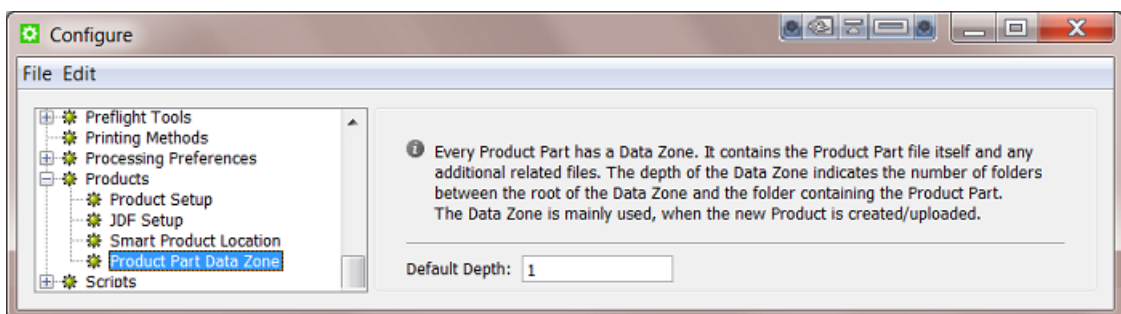 Configure
File Edit
Preflight Tools
Printing Methods
Processing Preferences
Products
Product Setup
JDF Setup
Smart Product Location
Product Part Data Zone
Scripts
Every Product Part has a Data Zone. It contains the Product Part file itself and any
additional related files. The depth of the Data Zone indicates the number of folders
between the root of the Data Zone and the folder containing the Product Part.
The Data Zone is mainly used, when the new Product is created/uploaded.
Default Depth: 1